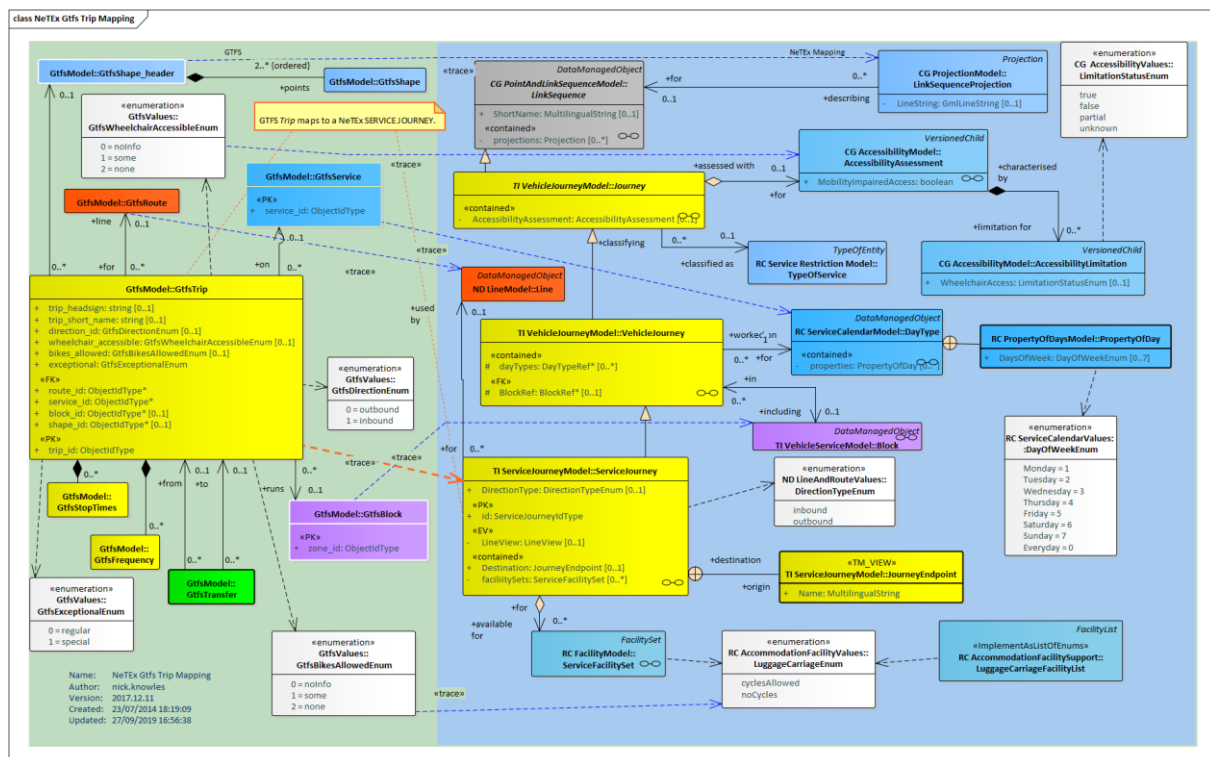 class NeTEx Gtfs Trip Mapping
GTFS
NeTEx Mapping
GtfsModel::GtfsShape_header
2..* {ordered}
+points
GtfsModel::GtfsShape
0..1
«trace»
DataManagedObject
CG PointAndLinkSequenceModel::
LinkSequence
+ ShortName: MultilingualString [0..1]
«contained»
- projections: Projection [0..*]
+for
0..1
0..*
+describing
Projection
CG ProjectionModel::
LinkSequenceProjection
- LineString: GmlLineString [0..1]
«enumeration»
CG AccessibilityValues::
LimitationStatusEnum
true
false
partial
unknown
«enumeration»
GtfsValues::
GtfsWheelchairAccessibleEnum
0 = noInfo
1 = some
2 = none
GTFS Trip maps to a NeTEx SERVICE JOURNEY.
«trace»
GtfsModel::GtfsService
«PK»
+ service_id: ObjectIdType
GtfsModel::GtfsRoute
+line
0..1
0..1
TI VehicleJourneyModel::Journey
«contained»
- AccessibilityAssessment: AccessibilityAssessment [0..1]
+assessed with
0..1
+for
VersionedChild
CG AccessibilityModel::
AccessibilityAssessment
+ MobilityImpairedAccess: boolean
+characterised
by
+limitation for
0..*
VersionedChild
CG AccessibilityModel::AccessibilityLimitation
+ WheelchairAccess: LimitationStatusEnum [0..1]
+classifying
0..*
0..1
+classified as
TypeOfEntity
RC Service Restriction Model::
TypeOfService
«trace»
«trace»
0..*
+for
0..*
+on
0..*
GtfsModel::GtfsTrip
+ trip_headsign: string [0..1]
+ trip_short_name: string [0..1]
+ direction_id: GtfsDirectionEnum [0..1]
+ wheelchair_accessible: GtfsWheelchairAccessibleEnum [0..1]
+ bikes_allowed: GtfsBikesAllowedEnum [0..1]
+ exceptional: GtfsExceptionalEnum
«FK»
+ route_id: ObjectIdType*
+ service_id: ObjectIdType*
+ block_id: ObjectIdType* [0..1]
+ shape_id: ObjectIdType* [0..1]
«PK»
+ trip_id: ObjectIdType
DataManagedObject
ND LineModel::Line
0..1
+used
by
TI VehicleJourneyModel::VehicleJourney
«contained»
# dayTypes: DayTypeRef* [0..*]
«FK»
# BlockRef: BlockRef* [0..1]
+worked on
1
0..*
+for
DataManagedObject
RC ServiceCalendarModel::DayType
«contained»
- properties: PropertyOfDay [0..*]
RC PropertyOfDaysModel::PropertyOfDay
+ DaysOfWeek: DayOfWeekEnum [0..7]
«enumeration»
GtfsValues::
GtfsDirectionEnum
0 = outbound
1 = inbound
+in
0..*
+including
0..1
DataManagedObject
TI VehicleServiceModel::Block
«enumeration»
RC ServiceCalendarValues:
:DayOfWeekEnum
Monday = 1
Tuesday = 2
Wednesday = 3
Thursday = 4
Friday = 5
Saturday = 6
Sunday = 7
Everyday = 0
+for
0..*
«trace»
«trace»
TI ServiceJourneyModel::ServiceJourney
+ DirectionType: DirectionTypeEnum [0..1]
«PK»
+ id: ServiceJourneyIdType
«EV»
- LineView: LineView [0..1]
«contained»
+ Destination: JourneyEndpoint [0..1]
- faciliitySets: ServiceFacilitySet [0..*]
«enumeration»
ND LineAndRouteValues::
DirectionTypeEnum
inbound
outbound
0..*
0..1
0..1
+from
+to
+runs
0..1
GtfsModel::
GtfsStopTimes
0..*
GtfsModel::
GtfsFrequency
0..*
0..*
GtfsModel::
GtfsTransfer
GtfsModel::GtfsBlock
«PK»
+ zone_id: ObjectIdType
+destination
+origin
«TM_VIEW»
TI ServiceJourneyModel::JourneyEndpoint
+ Name: MultilingualString
«enumeration»
GtfsValues::
GtfsExceptionalEnum
0 = regular
1 = special
+for
+available
for
0..*
FacilitySet
RC FacilityModel::
ServiceFacilitySet
«enumeration»
RC AccommodationFacilityValues::
LuggageCarriageEnum
cyclesAllowed
noCycles
FacilityList
«ImplementAsListOfEnums»
RC AccommodationFacilitySupport::
LuggageCarriageFacilityList
«enumeration»
GtfsValues::
GtfsBikesAllowedEnum
0 = noInfo
1 = some
2 = none
«trace»
Name: NeTEx Gtfs Trip Mapping
Author: nick.knowles
Version: 2017.12.11
Created: 23/07/2014 18:19:09
Updated: 27/09/2019 16:56:38